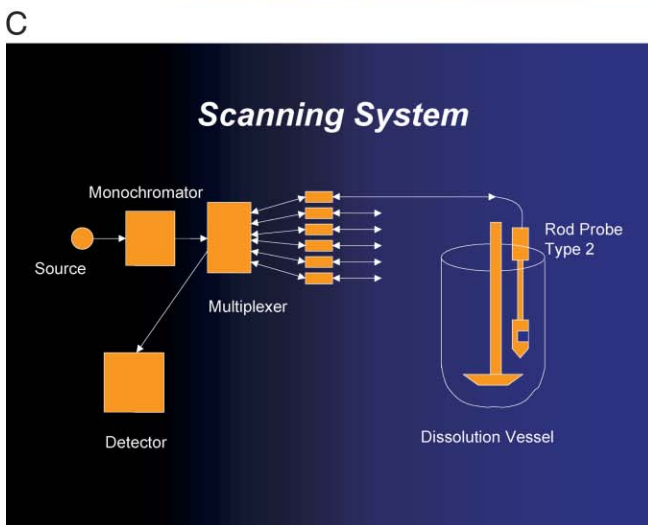 C
Scanning System
Monochromator
Source
Multiplexer
Rod Probe
Type 2
Detector
Dissolution Vessel